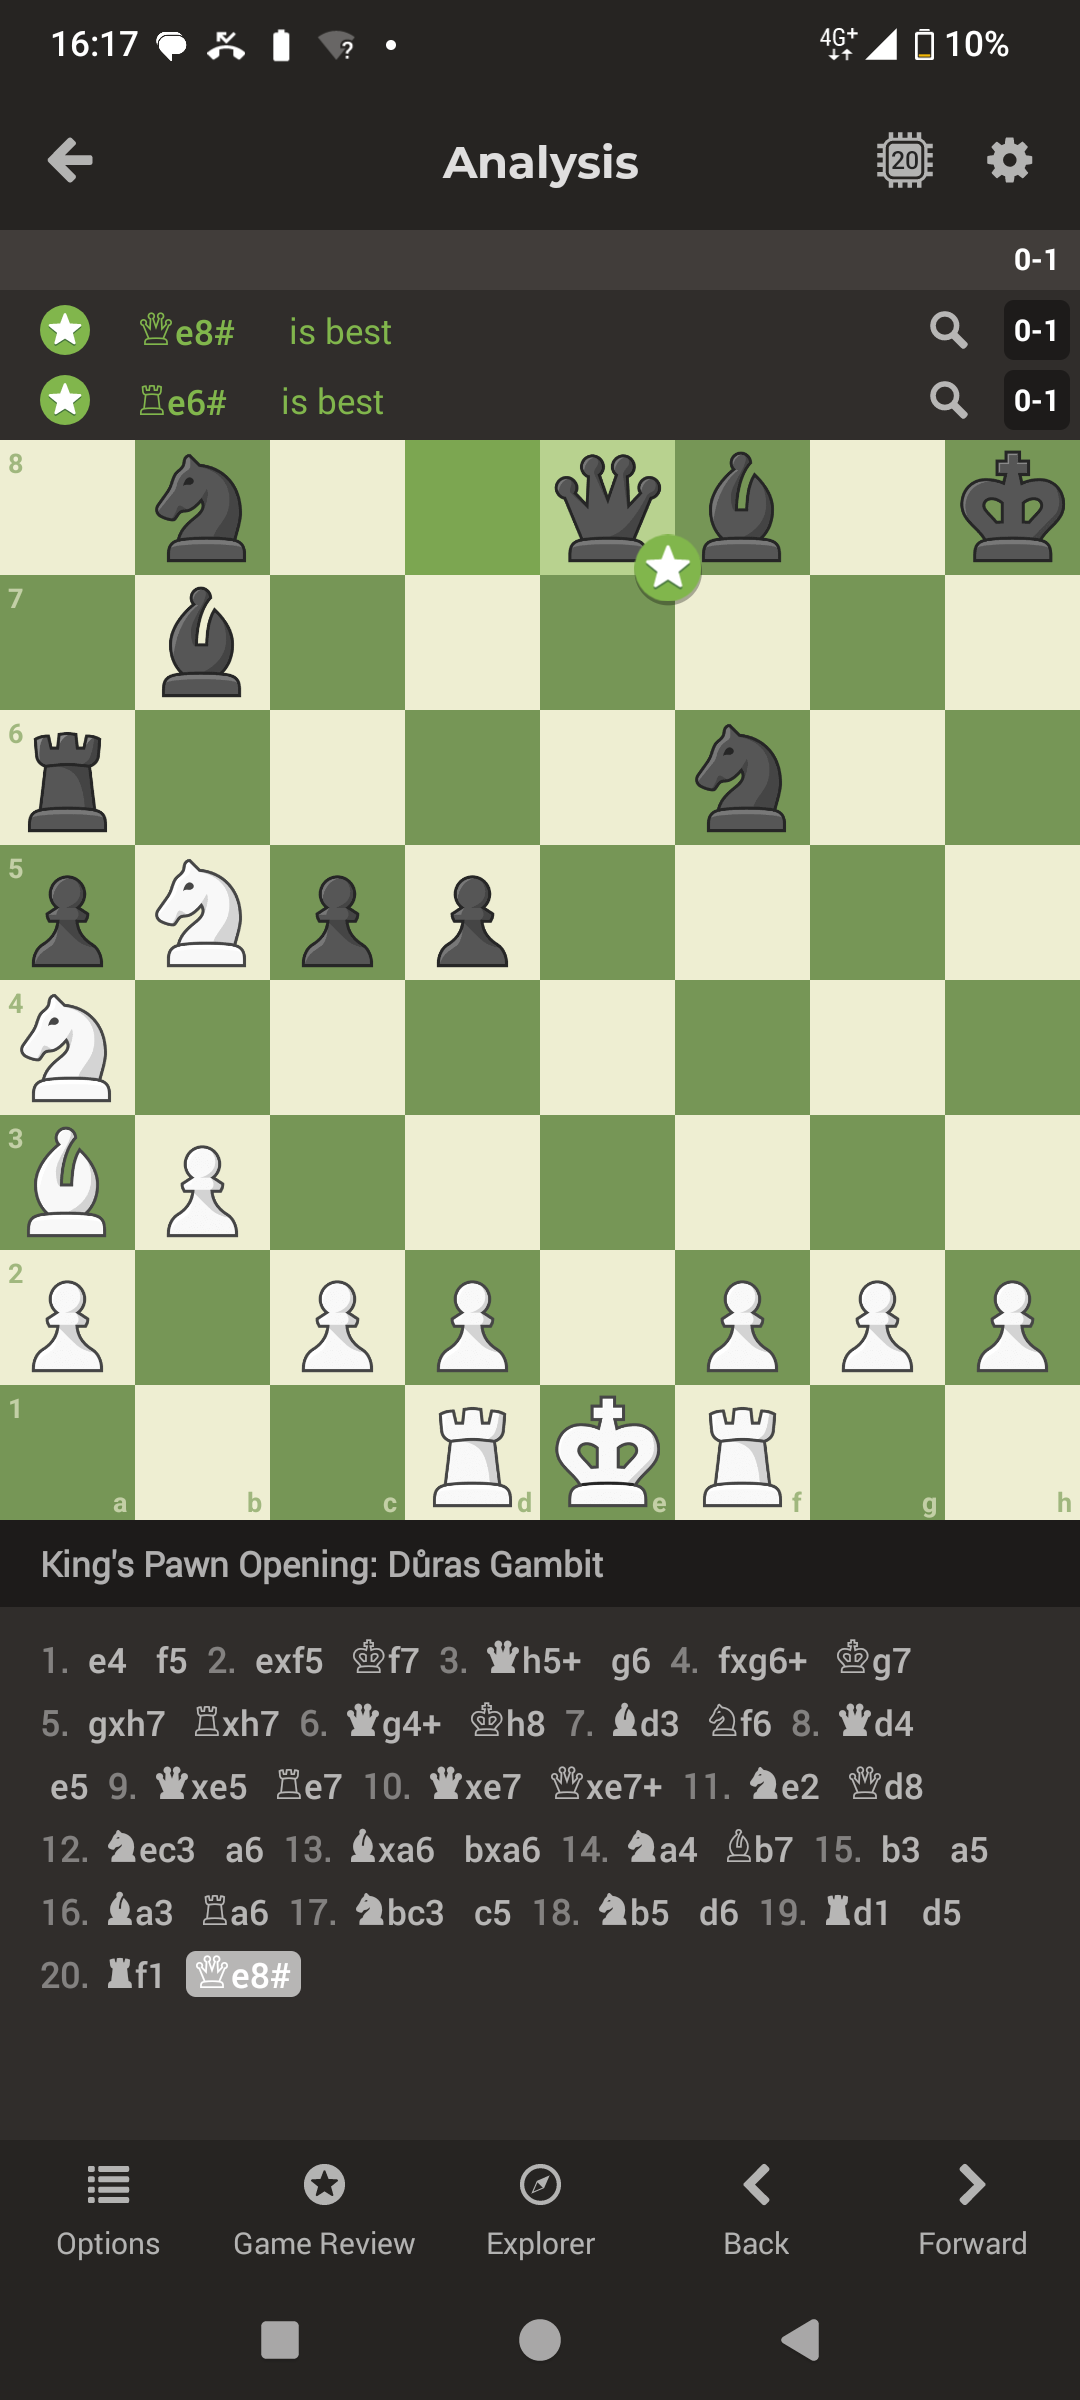 16:17 ? 4G+ 10%
Analysis 20
0-1
♕e8# is best 0-1
♖e6# is best 0-1
8
7
6
5
4
3
2
1
a b c d e f g h
King's Pawn Opening: Důras Gambit
1. e4 f5 2. exf5 ♔f7 3. ♛h5+ g6 4. fxg6+ ♔g7
5. gxh7 ♖xh7 6. ♛g4+ ♔h8 7. ♝d3 ♘f6 8. ♛d4
e5 9. ♛xe5 ♖e7 10. ♛xe7 ♕xe7+ 11. ♞e2 ♕d8
12. ♞ec3 a6 13. ♝xa6 bxa6 14. ♞a4 ♗b7 15. b3 a5
16. ♝a3 ♖a6 17. ♞bc3 c5 18. ♞b5 d6 19. ♜d1 d5
20. ♜f1 ♕e8#
Options Game Review Explorer Back Forward